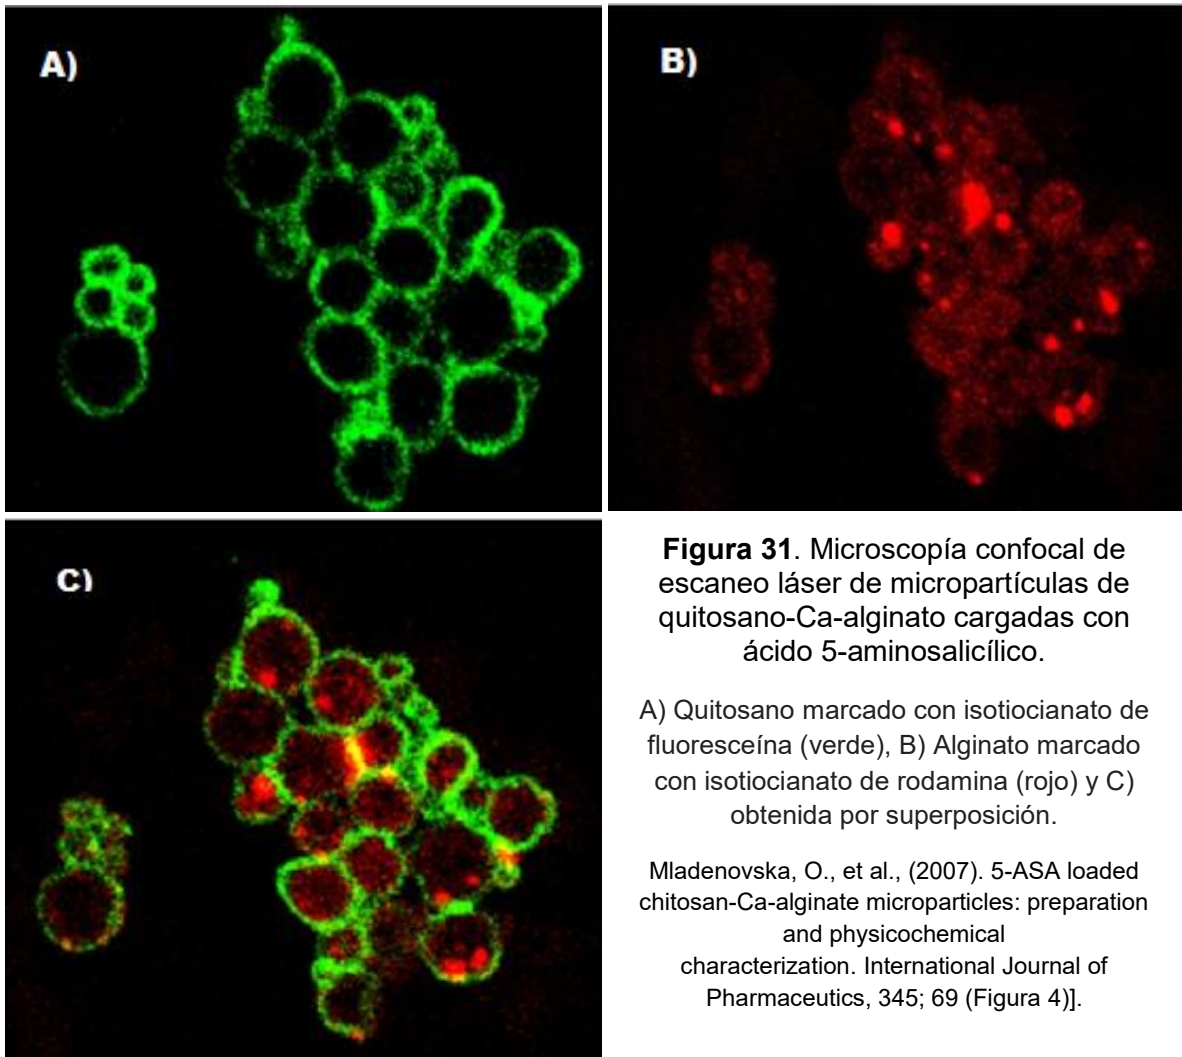 A)
B)
C)
Figura 31. Microscopía confocal de
escaneo láser de micropartículas de
quitosano-Ca-alginato cargadas con
ácido 5-aminosalicílico.
A) Quitosano marcado con isotiocianato de
fluoresceína (verde), B) Alginato marcado
con isotiocianato de rodamina (rojo) y C)
obtenida por superposición.
Mladenovska, O., et al., (2007). 5-ASA loaded
chitosan-Ca-alginate microparticles: preparation
and physicochemical
characterization. International Journal of
Pharmaceutics, 345; 69 (Figura 4)].